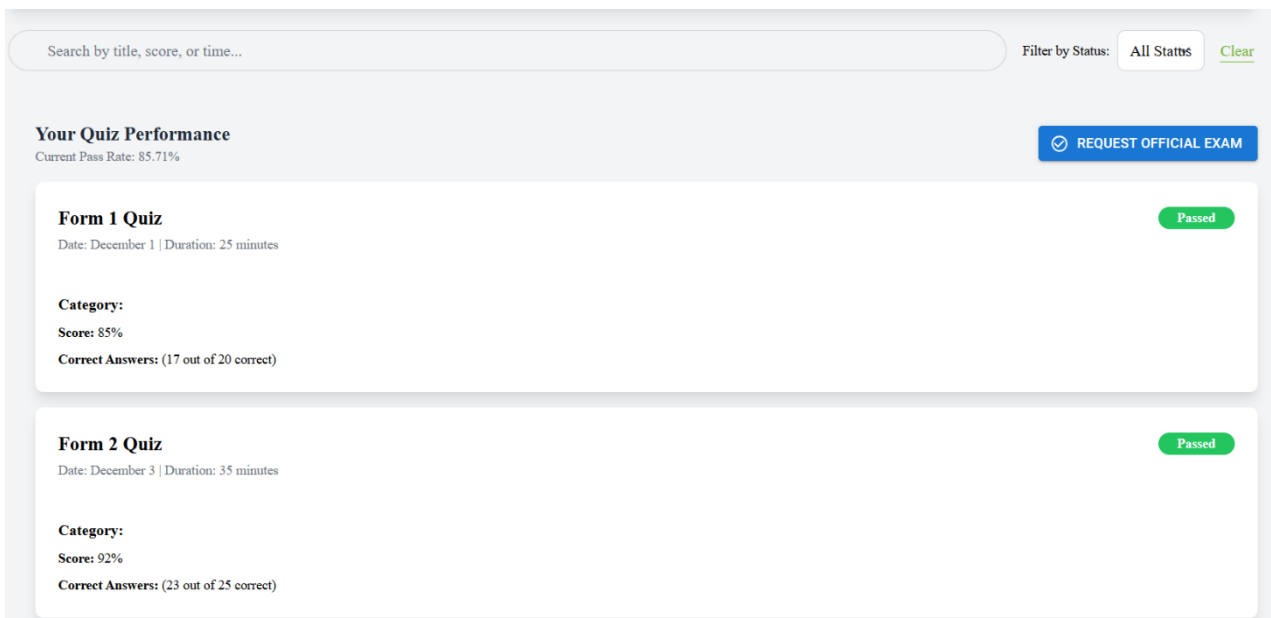 Search by title, score, or time...
Filter by Status:
All Status
Clear
Your Quiz Performance
Current Pass Rate: 85.71%
REQUEST OFFICIAL EXAM
Form 1 Quiz
Passed
Date: December 1 | Duration: 25 minutes
Category:
Score: 85%
Correct Answers: (17 out of 20 correct)
Form 2 Quiz
Passed
Date: December 3 | Duration: 35 minutes
Category:
Score: 92%
Correct Answers: (23 out of 25 correct)